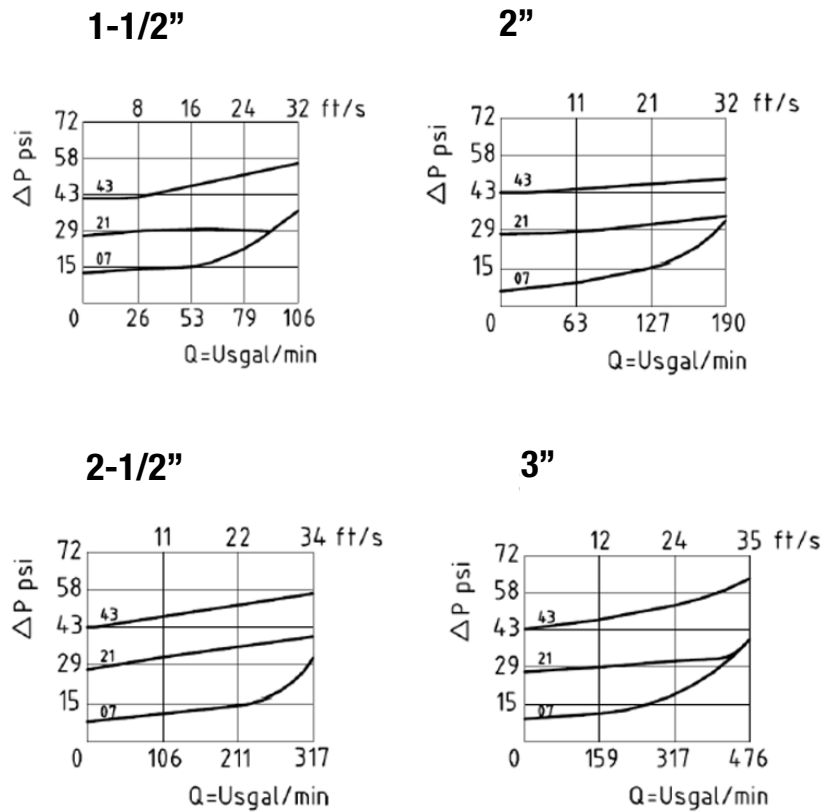 1-1/2” 2”
8 16 24 32 ft/s
72
58
43
29
15
0
ΔP psi
43
21
07
26 53 79 106
Q=Usgal/min
11 21 32 ft/s
72
58
43
29
15
0
ΔP psi
43
21
07
63 127 190
Q=Usgal/min
2-1/2” 3”
11 22 34 ft/s
72
58
43
29
15
0
ΔP psi
43
21
07
106 211 317
Q=Usgal/min
12 24 35 ft/s
72
58
43
29
15
0
ΔP psi
43
21
07
159 317 476
Q=Usgal/min